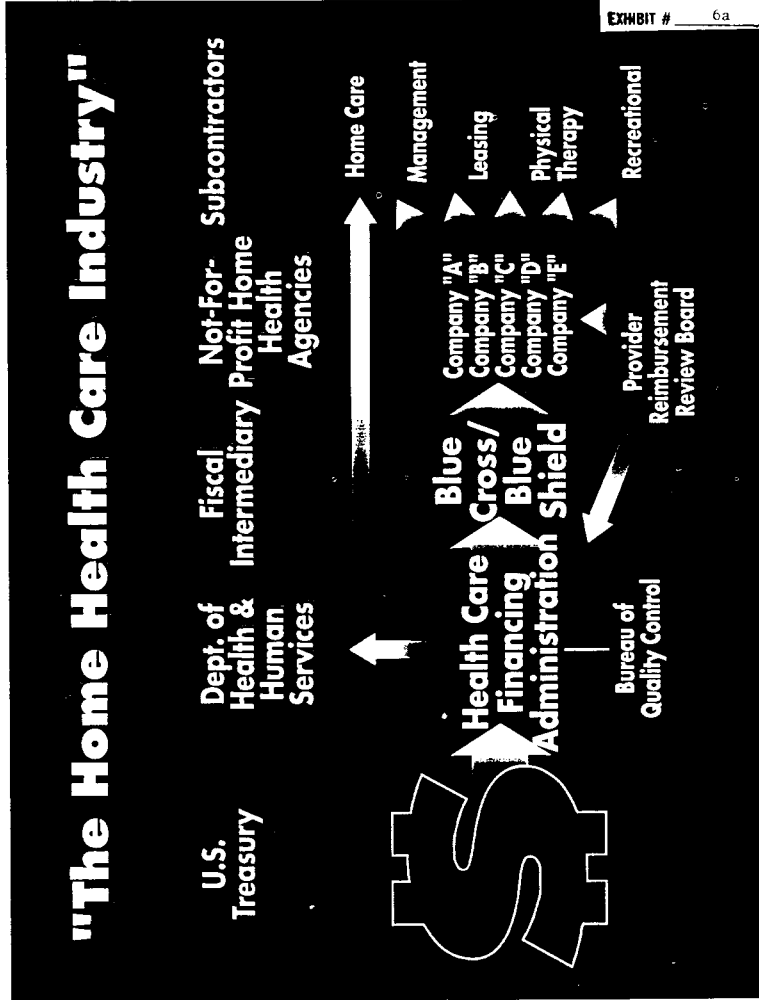 EXHIBIT # 6a
"The Home Health Care Industry"
U.S.
Treasury
Dept. of
Health &
Human
Services
Fiscal
Intermediary
Not-For-
Profit Home
Health
Agencies
Subcontractors
$
Health Care
Financing
Administration
Blue
Cross/
Blue
Shield
Company "A"
Company "B"
Company "C"
Company "D"
Company "E"
Home Care
Management
Leasing
Physical
Therapy
Recreational
Bureau of
Quality Control
Provider
Reimbursement
Review Board